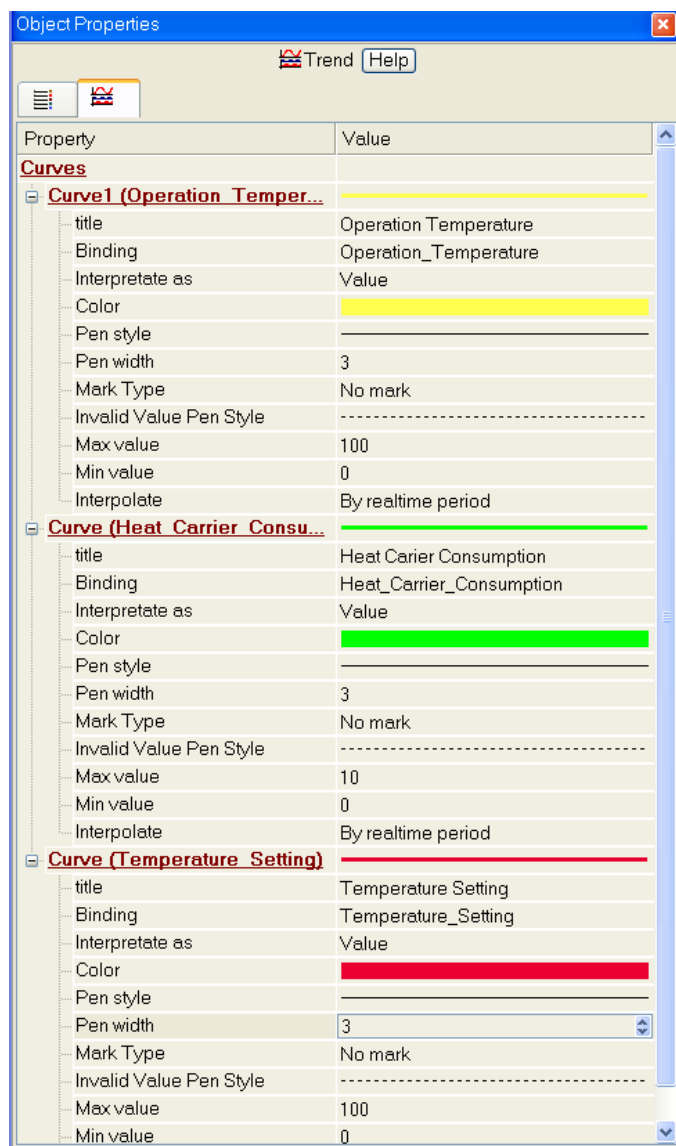 Object Properties
Trend Help
Property Value
Curves
Curve1 (Operation_Temper...
title Operation Temperature
Binding Operation_Temperature
Interpretate as Value
Color
Pen style
Pen width 3
Mark Type No mark
Invalid Value Pen Style
Max value 100
Min value 0
Interpolate By realtime period
Curve (Heat_Carrier_Consu...
title Heat Carier Consumption
Binding Heat_Carrier_Consumption
Interpretate as Value
Color
Pen style
Pen width 3
Mark Type No mark
Invalid Value Pen Style
Max value 10
Min value 0
Interpolate By realtime period
Curve (Temperature_Setting)
title Temperature Setting
Binding Temperature_Setting
Interpretate as Value
Color
Pen style
Pen width 3
Mark Type No mark
Invalid Value Pen Style
Max value 100
Min value 0